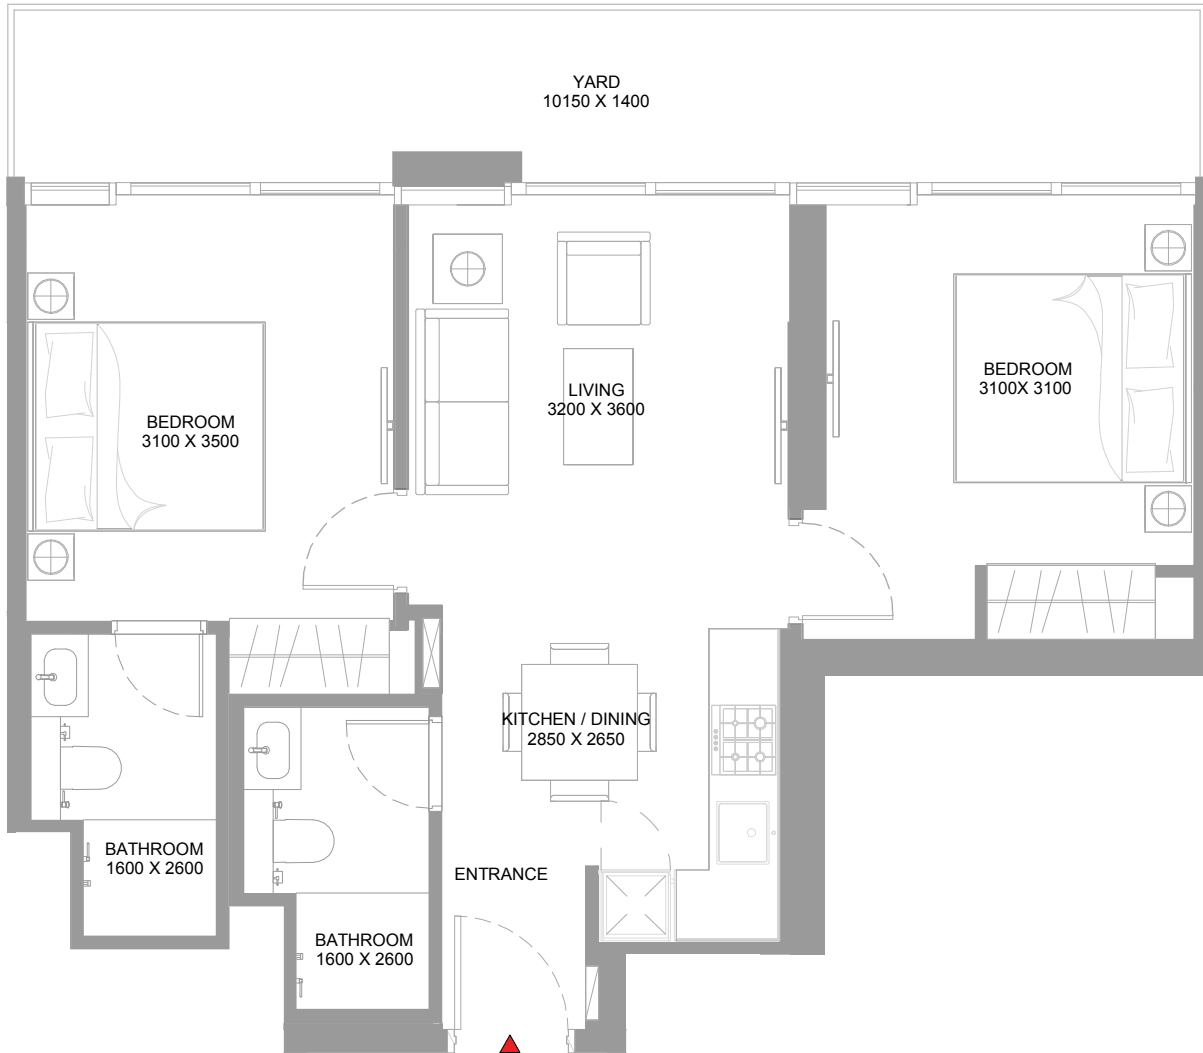 YARD
10150 X 1400
BEDROOM
3100 X 3500
LIVING
3200 X 3600
BEDROOM
3100X 3100
KITCHEN / DINING
2850 X 2650
BATHROOM
1600 X 2600
ENTRANCE
BATHROOM
1600 X 2600